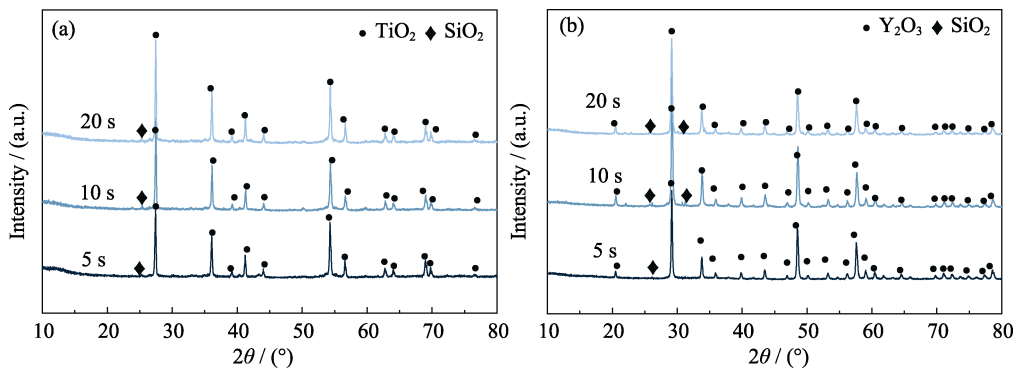 (a)
● TiO₂ ◆ SiO₂
20 s
10 s
5 s
Intensity / (a.u.)
10 20 30 40 50 60 70 80
2θ / (°)
(b)
● Y₂O₃ ◆ SiO₂
20 s
10 s
5 s
Intensity / (a.u.)
10 20 30 40 50 60 70 80
2θ / (°)